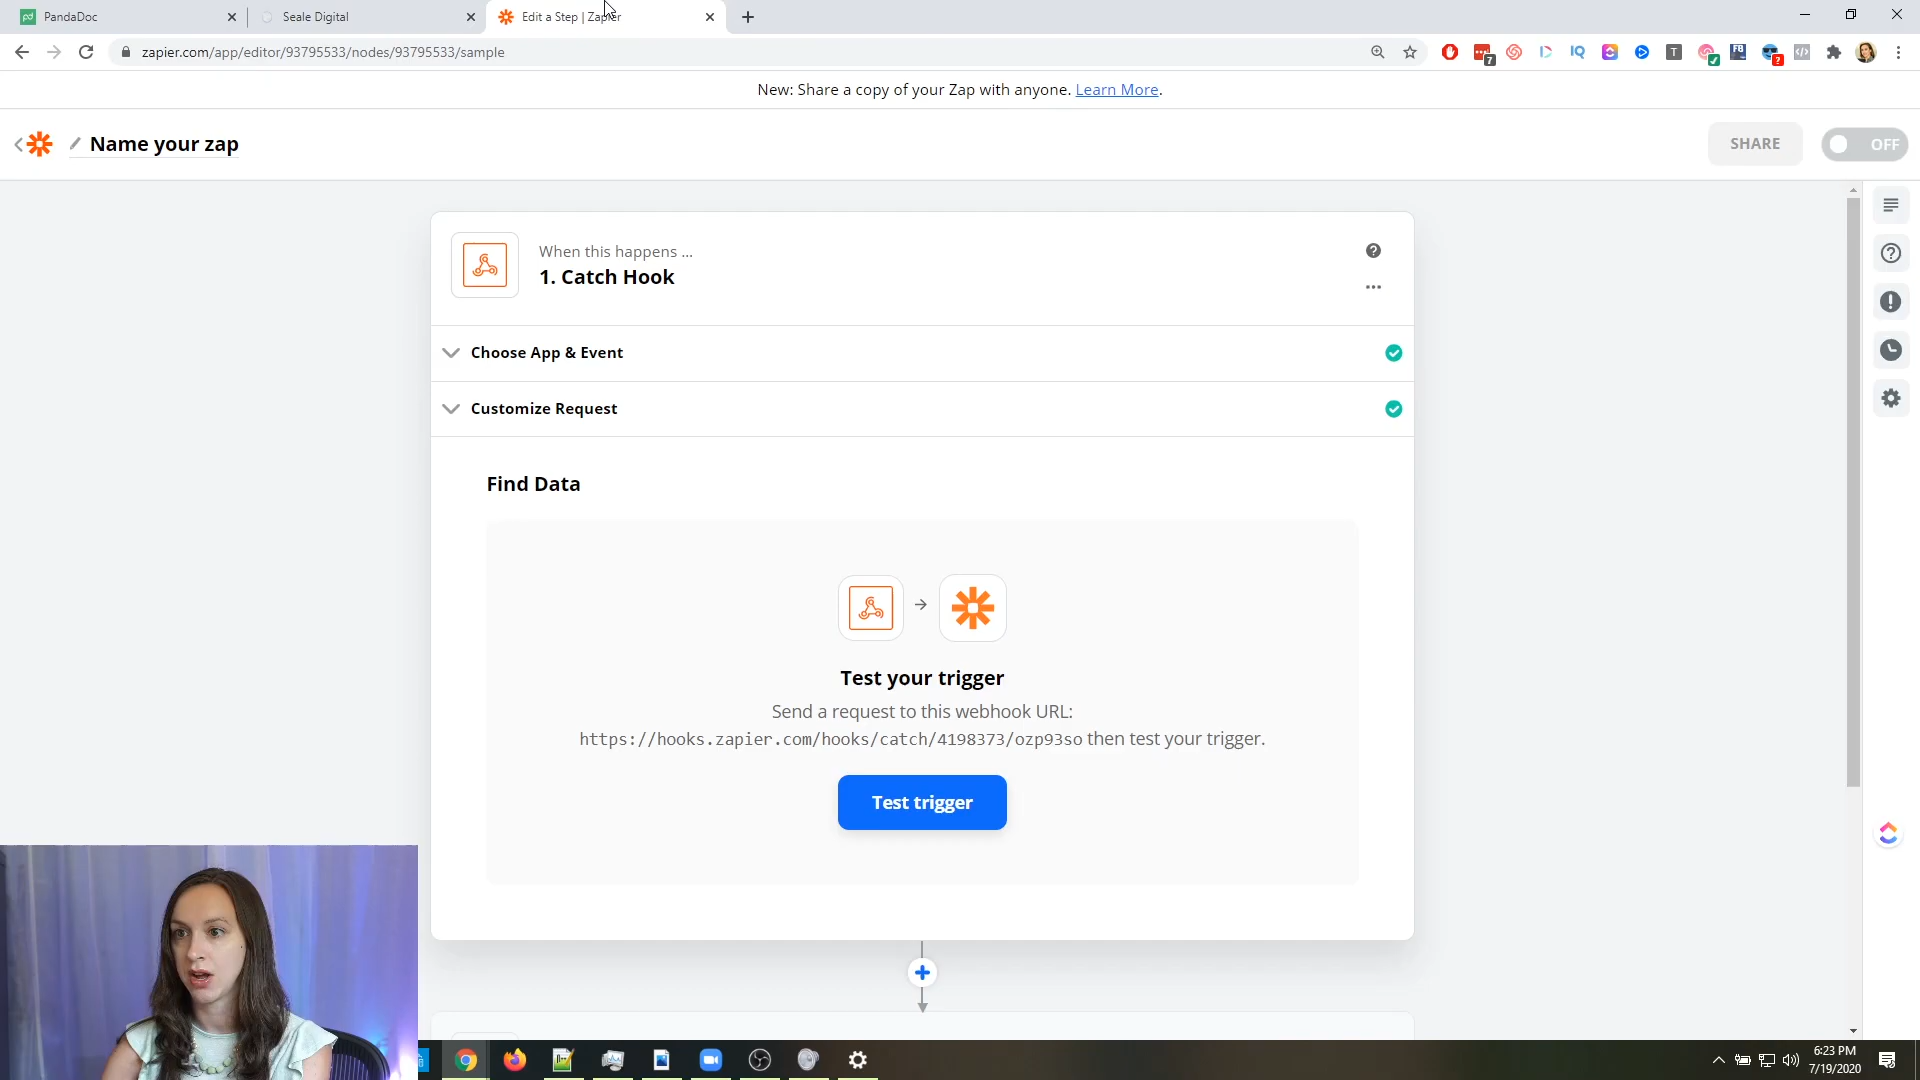 PandaDoc
Seale Digital
Edit a Step | Zapier
zapier.com/app/editor/93795533/nodes/93795533/sample
7
?
IQ
T
FB
New: Share a copy of your Zap with anyone. Learn More.
Name your zap
SHARE
OFF
When this happens ...
1. Catch Hook
Choose App & Event
Customize Request
Find Data
Test your trigger
Send a request to this webhook URL:
https://hooks.zapier.com/hooks/catch/4198373/ozp93so then test your trigger.
Test trigger
6:23 PM
7/19/2020